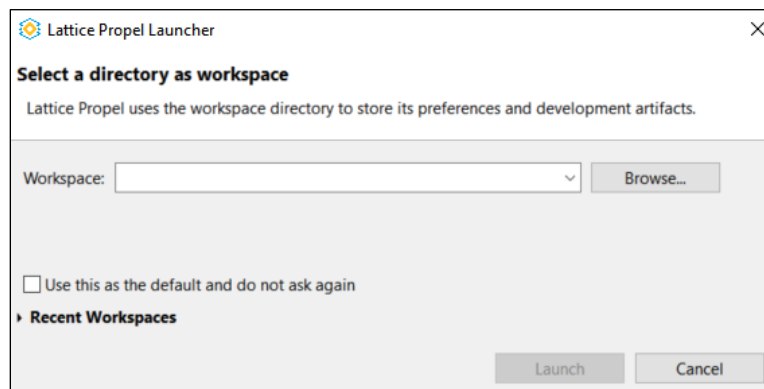 Lattice Propel Launcher
Select a directory as workspace
Lattice Propel uses the workspace directory to store its preferences and development artifacts.
Workspace: Browse...
Use this as the default and do not ask again
Recent Workspaces
Launch Cancel